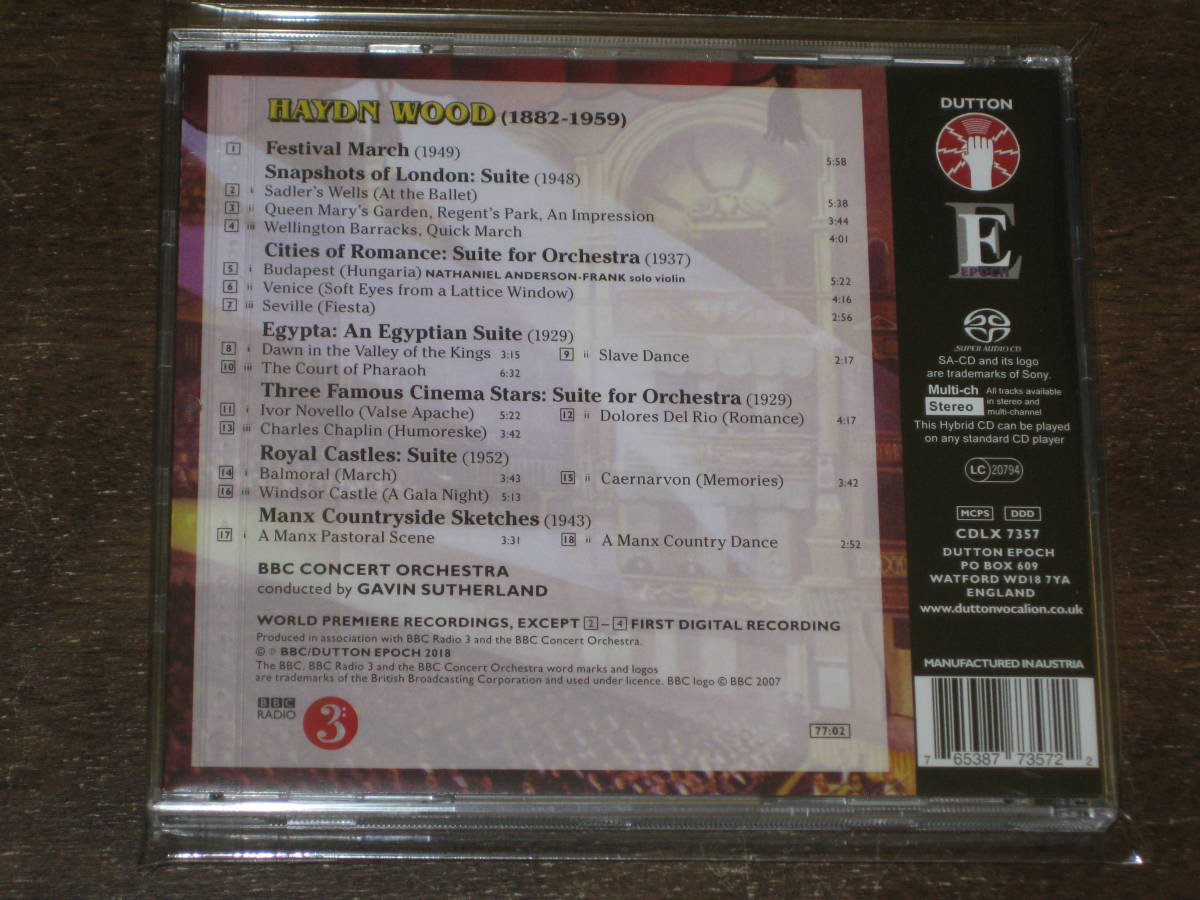 HAYDN WOOD (1882-1959)
1 Festival March (1949) 5:58
Snapshots of London: Suite (1948)
2 i Sadler's Wells (At the Ballet) 5:38
3 ii Queen Mary's Garden, Regent's Park, An Impression 3:44
4 iii Wellington Barracks, Quick March 4:01
Cities of Romance: Suite for Orchestra (1937)
5 i Budapest (Hungaria) NATHANIEL ANDERSON-FRANK solo violin 5:22
6 ii Venice (Soft Eyes from a Lattice Window) 4:16
7 iii Seville (Fiesta) 2:56
Egypta: An Egyptian Suite (1929)
8 i Dawn in the Valley of the Kings 3:15 9 ii Slave Dance 2:17
10 iii The Court of Pharaoh 6:32
Three Famous Cinema Stars: Suite for Orchestra (1929)
11 i Ivor Novello (Valse Apache) 5:22 12 ii Dolores Del Rio (Romance) 4:17
13 iii Charles Chaplin (Humoreske) 3:42
Royal Castles: Suite (1952)
14 i Balmoral (March) 3:43 15 ii Caernarvon (Memories) 3:42
16 iii Windsor Castle (A Gala Night) 5:13
Manx Countryside Sketches (1943)
17 i A Manx Pastoral Scene 3:31 18 ii A Manx Country Dance 2:52
BBC CONCERT ORCHESTRA
conducted by GAVIN SUTHERLAND
WORLD PREMIERE RECORDINGS, EXCEPT 2–4 FIRST DIGITAL RECORDING
Produced in association with BBC Radio 3 and the BBC Concert Orchestra.
© ℗ BBC/DUTTON EPOCH 2018
The BBC, BBC Radio 3 and the BBC Concert Orchestra word marks and logos
are trademarks of the British Broadcasting Corporation and used under licence. BBC logo © BBC 2007
BBC
RADIO 3
77:02
DUTTON
E
EPOCH
SUPER AUDIO CD
SA-CD and its logo
are trademarks of Sony.
Multi-ch
Stereo
All tracks available
in stereo and
multi-channel
This Hybrid CD can be played
on any standard CD player
LC 20794
MCPS DDD
CDLX 7357
DUTTON EPOCH
PO BOX 609
WATFORD WD18 7YA
ENGLAND
www.duttonvocalion.co.uk
MANUFACTURED IN AUSTRIA
7 65387 73572 2